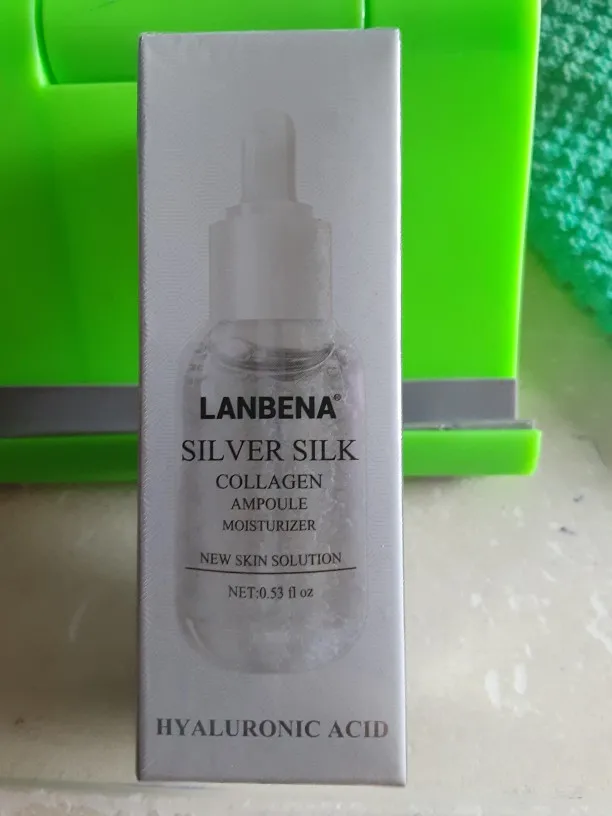 LANBENA®
SILVER SILK
COLLAGEN
AMPOULE
MOISTURIZER
NEW SKIN SOLUTION
NET:0.53 fl oz
HYALURONIC ACID